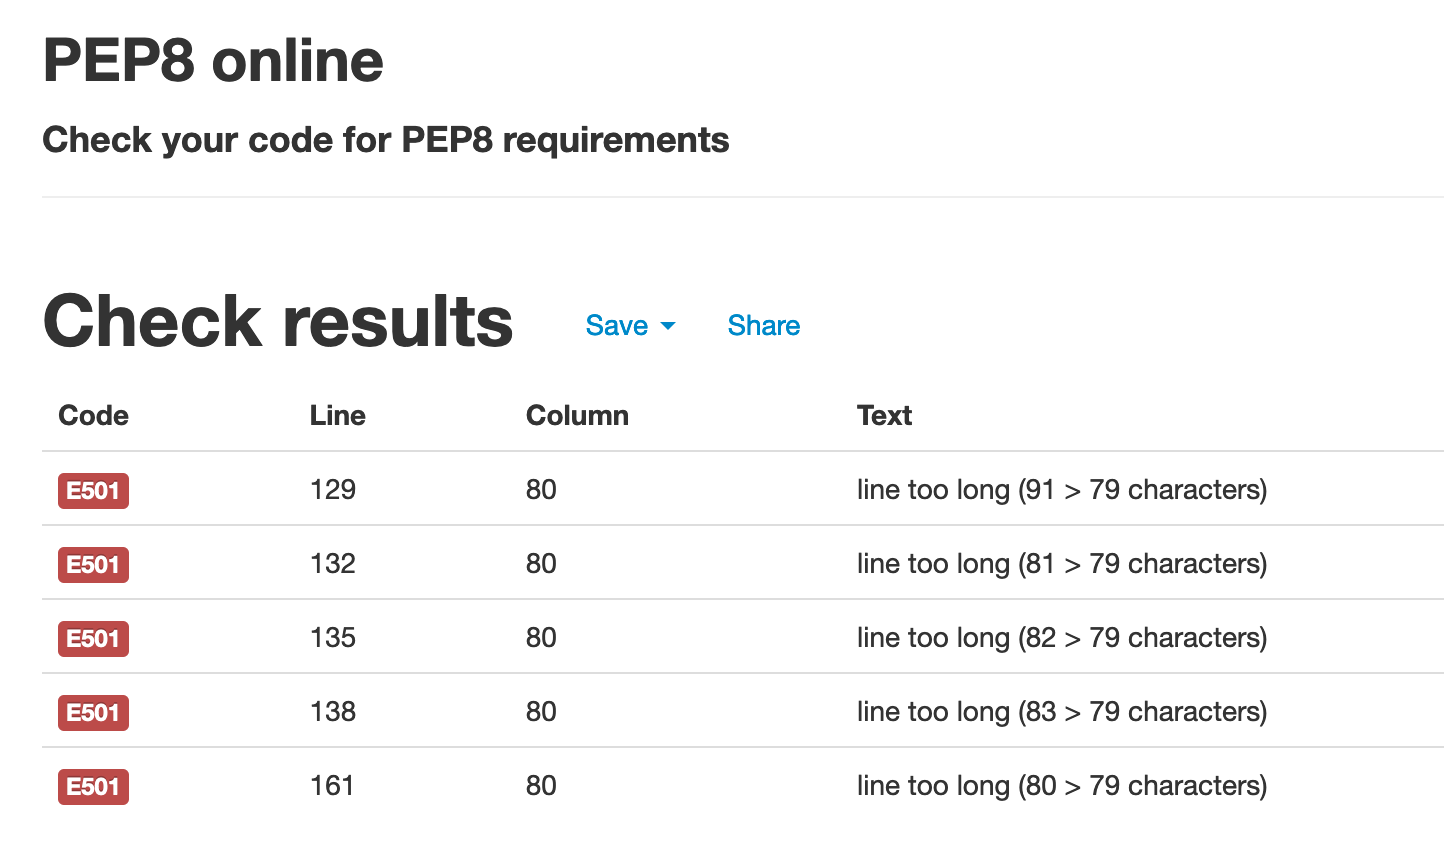 PEP8 online
Check your code for PEP8 requirements
Check results Save Share
Code Line Column Text
E501 129 80 line too long (91 > 79 characters)
E501 132 80 line too long (81 > 79 characters)
E501 135 80 line too long (82 > 79 characters)
E501 138 80 line too long (83 > 79 characters)
E501 161 80 line too long (80 > 79 characters)